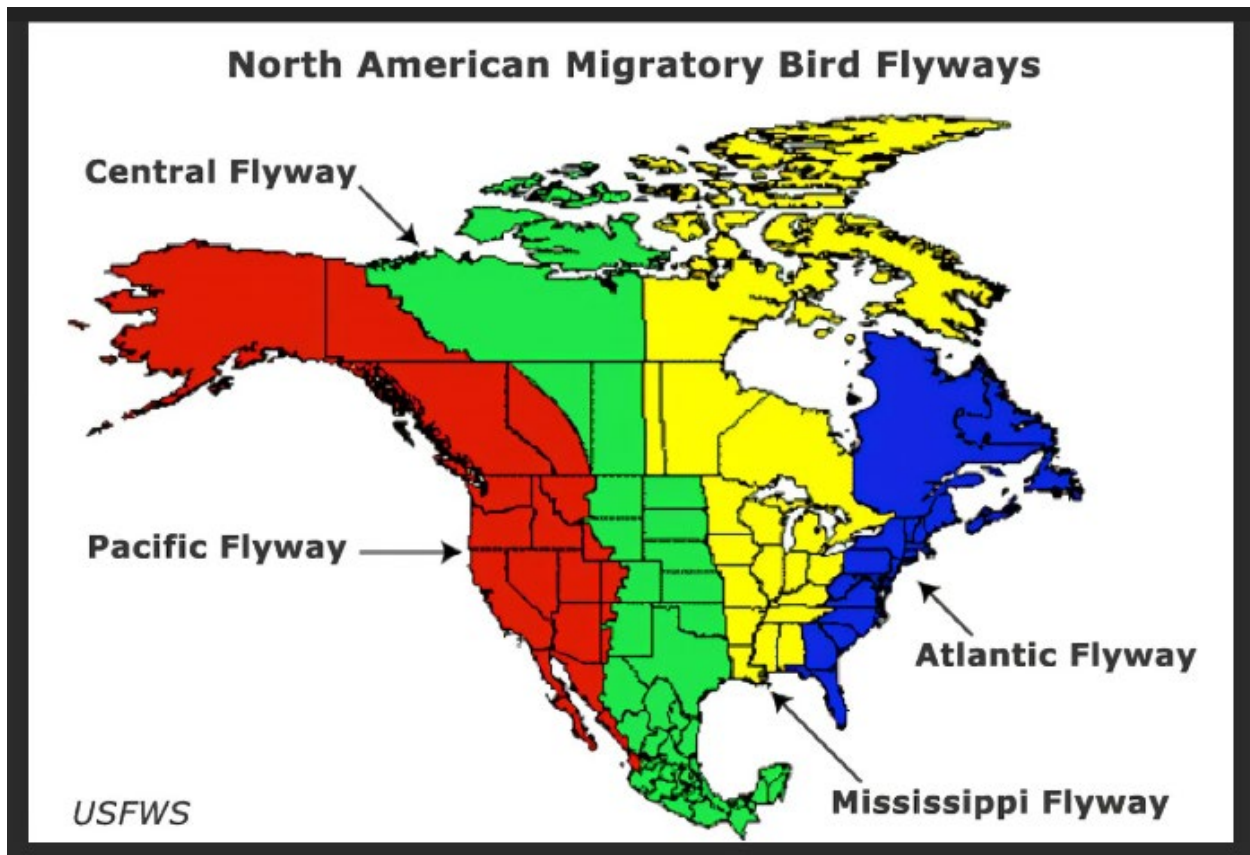 North American Migratory Bird Flyways
Central Flyway
Pacific Flyway
Atlantic Flyway
Mississippi Flyway
USFWS